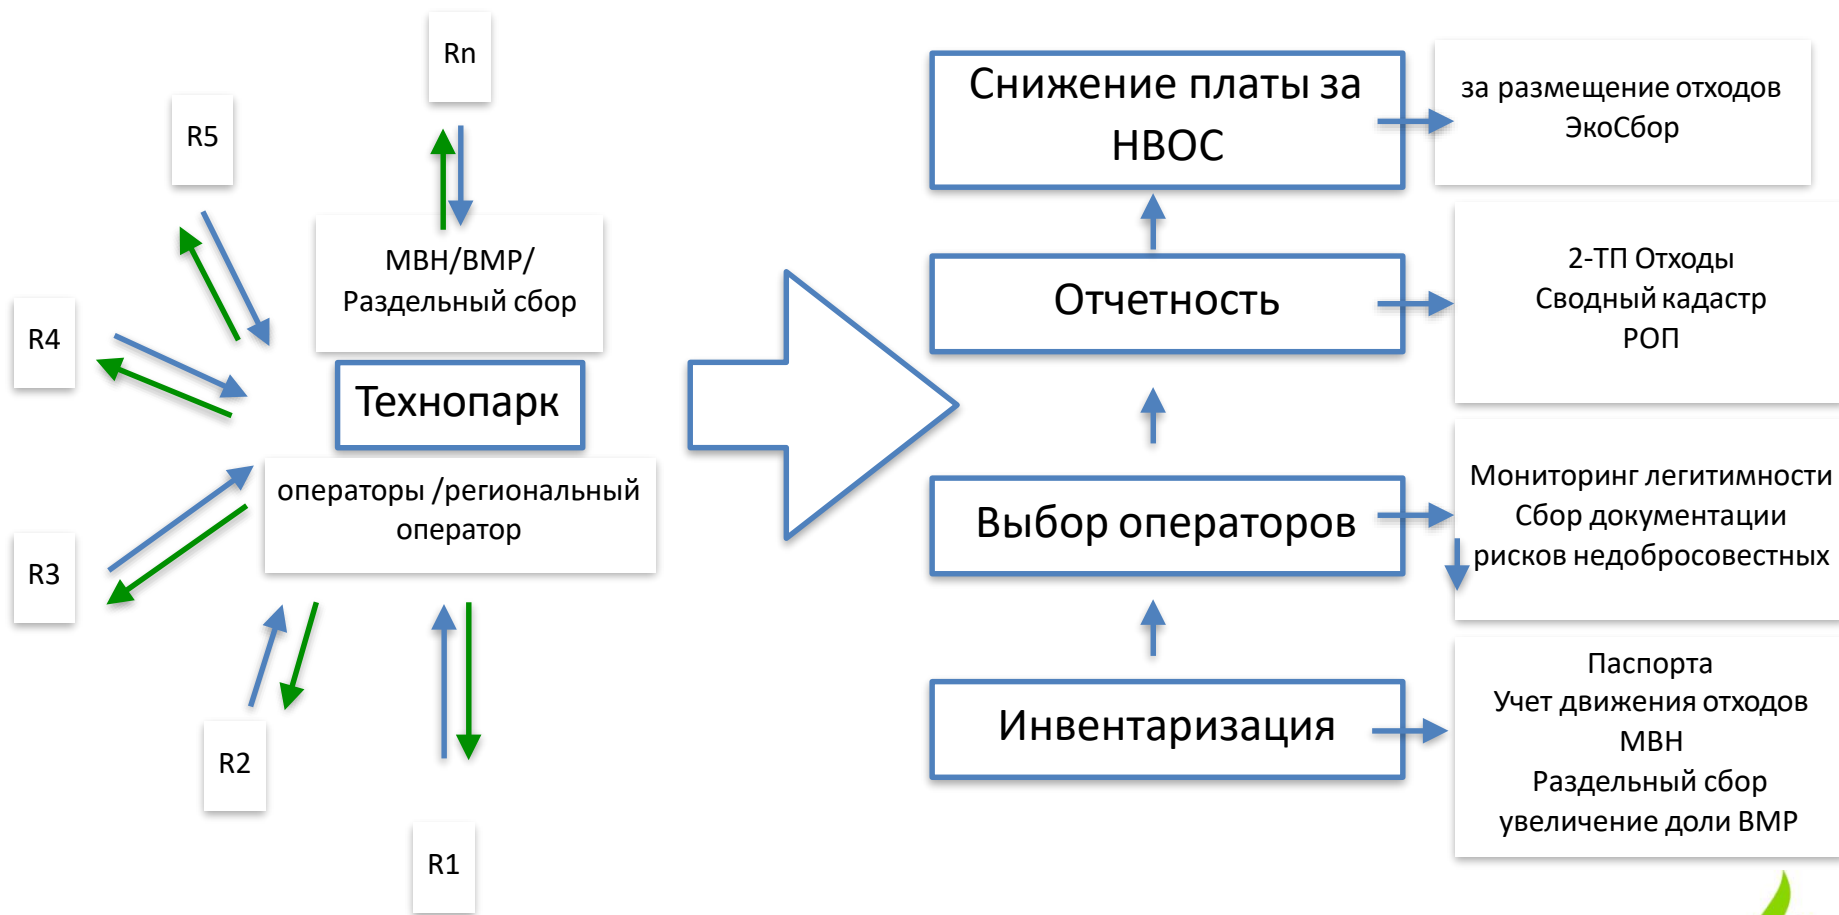 Rn
R5
R4
R3
R2
R1
МВН/ВМР/
Раздельный сбор
Технопарк
операторы /региональный
оператор
Снижение платы за
НВОС
за размещение отходов
ЭкоСбор
Отчетность
2-ТП Отходы
Сводный кадастр
РОП
Выбор операторов
Мониторинг легитимности
Сбор документации
рисков недобросовестных
Инвентаризация
Паспорта
Учет движения отходов
МВН
Раздельный сбор
увеличение доли ВМР